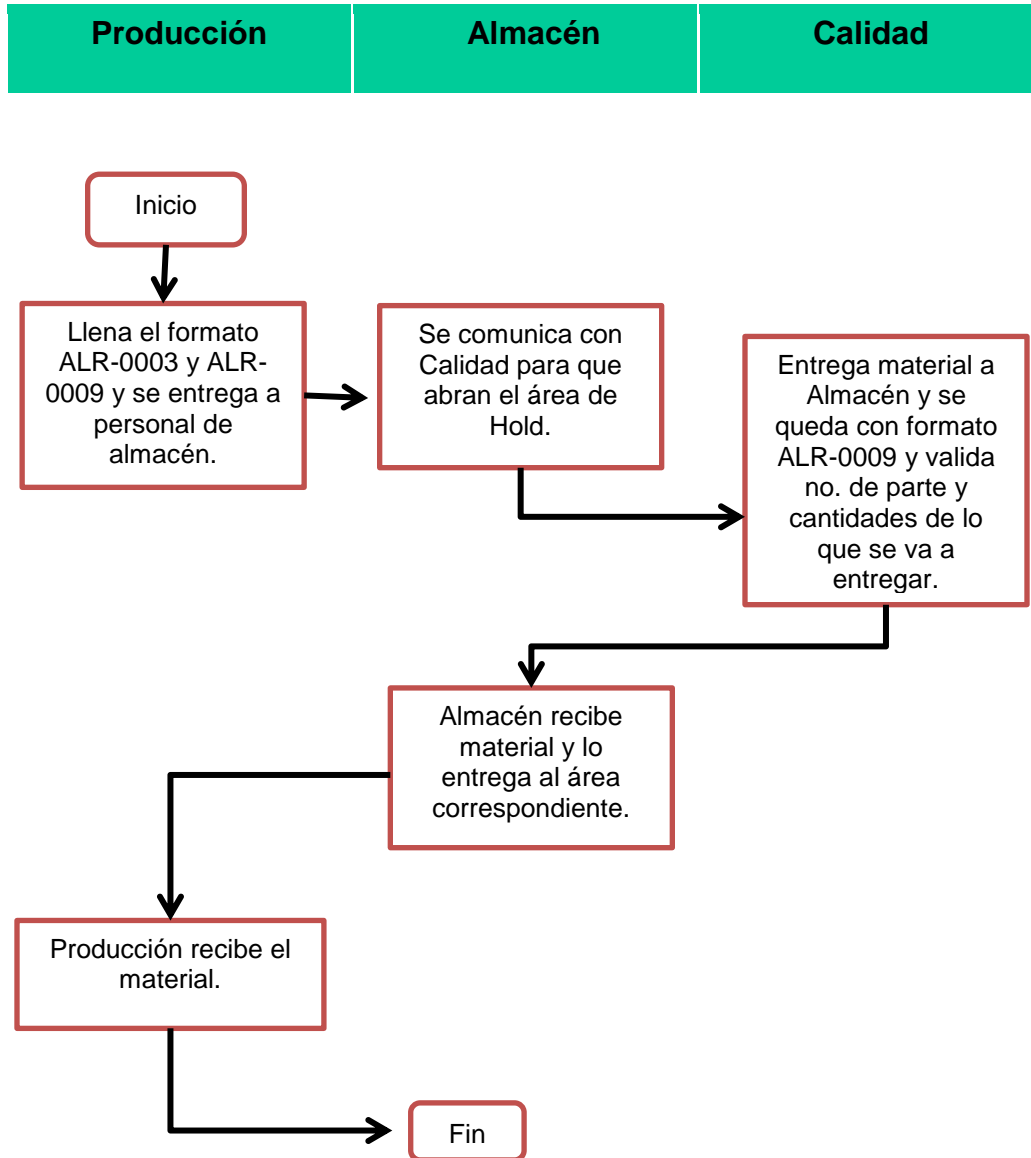 Producción
Almacén
Calidad
Inicio
Llena el formato
ALR-0003 y ALR-
0009 y se entrega a
personal de
almacén.
Se comunica con
Calidad para que
abran el área de
Hold.
Entrega material a
Almacén y se
queda con formato
ALR-0009 y valida
no. de parte y
cantidades de lo
que se va a
entregar.
Almacén recibe
material y lo
entrega al área
correspondiente.
Producción recibe el
material.
Fin